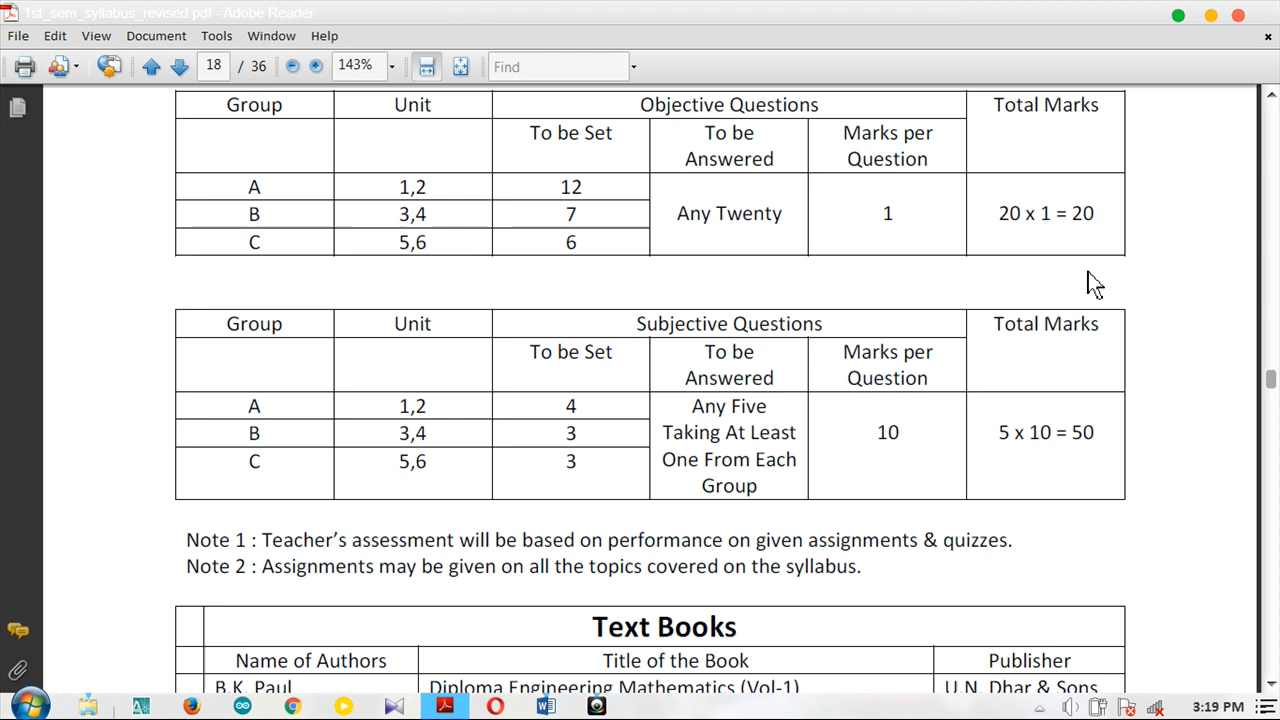 1st_sem_syllabus_revised.pdf - Adobe Reader
File Edit View Document Tools Window Help
18 / 36 143% Find
Group Unit Objective Questions Total Marks
To be Set To be Answered Marks per Question
A 1,2 12 Any Twenty 1 20 x 1 = 20
B 3,4 7
C 5,6 6
Group Unit Subjective Questions Total Marks
To be Set To be Answered Marks per Question
A 1,2 4 Any Five
B 3,4 3 Taking At Least 10 5 x 10 = 50
C 5,6 3 One From Each
Group
Note 1 : Teacher’s assessment will be based on performance on given assignments & quizzes.
Note 2 : Assignments may be given on all the topics covered on the syllabus.
Text Books
Name of Authors Title of the Book Publisher
B.K. Paul Diploma Engineering Mathematics (Vol-1) U.N. Dhar & Sons
3:19 PM